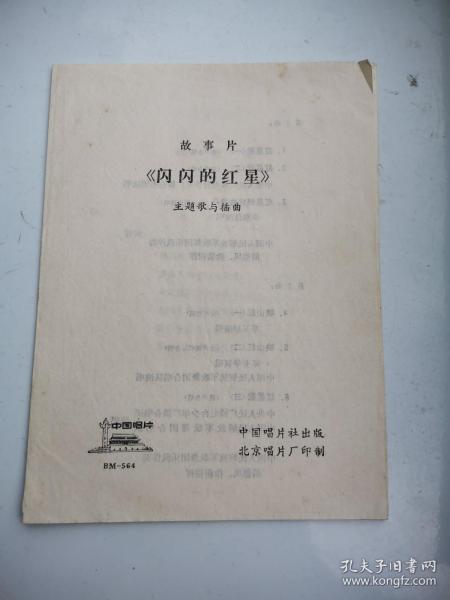 故事片
《闪闪的红星》
主题歌与插曲
中国唱片
BM-564
中国唱片社出版
北京唱片厂印制
孔夫子旧书网
www.kongfz.com